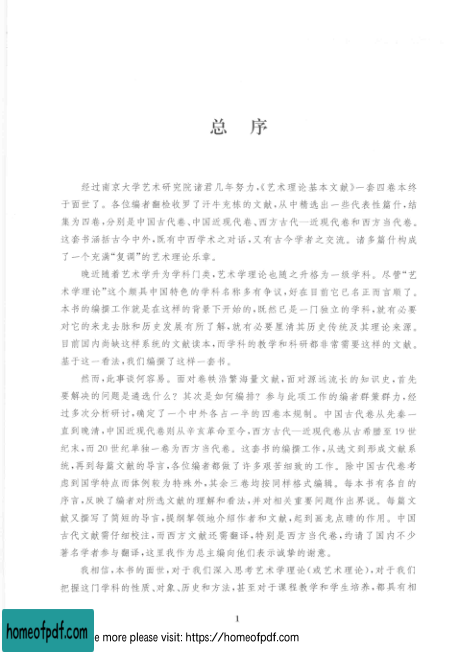 总 序
经过南京大学艺术研究院诸君几年努力,《艺术理论基本文献》一套四卷本终
于面世了。各位编者翻检收罗了汗牛充栋的文献,从中精选出一些代表性篇什,结
集为四卷,分别是中国古代卷、中国近现代卷、西方古代—近现代卷和西方当代卷。
这套书涵括古今中外,既有中西学术之对话,又有古今学者之交流。诸多篇什构成
了一个充满“复调”的艺术理论乐章。
晚近随着艺术学升为学科门类,艺术学理论也随之升格为一级学科。尽管“艺
术学理论”这个颇具中国特色的学科名称多有争议,好在目前它已名正而言顺了。
本书的编撰工作就是在这样的背景下开始的,既然已是一门独立的学科,就有必要
对它的来龙去脉和历史发展有所了解,就有必要厘清其历史传统及其理论来源。
目前国内尚缺这样系统的文献读本,而学科的教学和科研都非常需要这样的文献。
基于这一看法,我们编撰了这样一套书。
然而,此事谈何容易。面对卷帙浩繁海量文献,面对源远流长的知识史,首先
要解决的问题是遴选什么?其次是如何编排?参与此项工作的编者群策群力,经
过多次分析研讨,确定了一个中外各占一半的四卷本规制。中国古代卷从先秦一
直到晚清,中国近现代卷则从辛亥革命至今,西方古代—近现代卷从古希腊至19世
纪末,而20世纪单独一卷为西方当代卷。这套书的编撰工作,从选文到形成文献系
统,再到每篇文献的导言,各位编者都做了许多艰苦细致的工作。除中国古代卷考
虑到国学特点而体例较为特殊外,其余三卷均按同样格式编辑。每本书有各自的
序言,反映了编者对所选文献的理解和看法,并对相关重要问题作出界说。每篇文
献又撰写了简短的导言,提纲挈领地介绍作者和文献,起到画龙点睛的作用。中国
古代文献需仔细校注,而西方文献还需翻译,特别是西方当代卷,约请了国内不少
著名学者参与翻译,这里我作为总主编向他们表示诚挚的谢意。
我相信,本书的面世,对于我们深入思考艺术学理论(或艺术理论),对于我们
把握这门学科的性质、对象、历史和方法,甚至对于课程教学和学生培养,都具有相
1
homeofpdf.com
e more please visit: https://homeofpdf.com